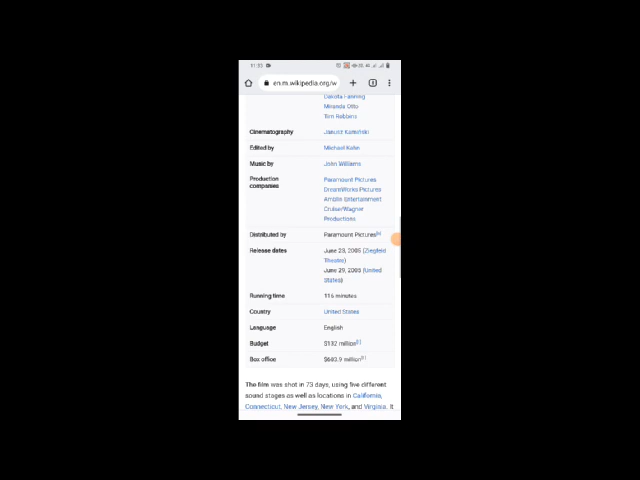 11:53
en.m.wikipedia.org/w
Dakota Fanning
Miranda Otto
Tim Robbins
Cinematography Janusz Kamiński
Edited by Michael Kahn
Music by John Williams
Production companies Paramount Pictures
DreamWorks Pictures
Amblin Entertainment
Cruise/Wagner
Productions
Distributed by Paramount Pictures[a]
Release dates June 23, 2005 (Ziegfeld
Theatre)
June 29, 2005 (United
States)
Running time 116 minutes
Country United States
Language English
Budget $132 million[2]
Box office $603.9 million[2]
The film was shot in 73 days, using five different
sound stages as well as locations in California,
Connecticut, New Jersey, New York, and Virginia. It